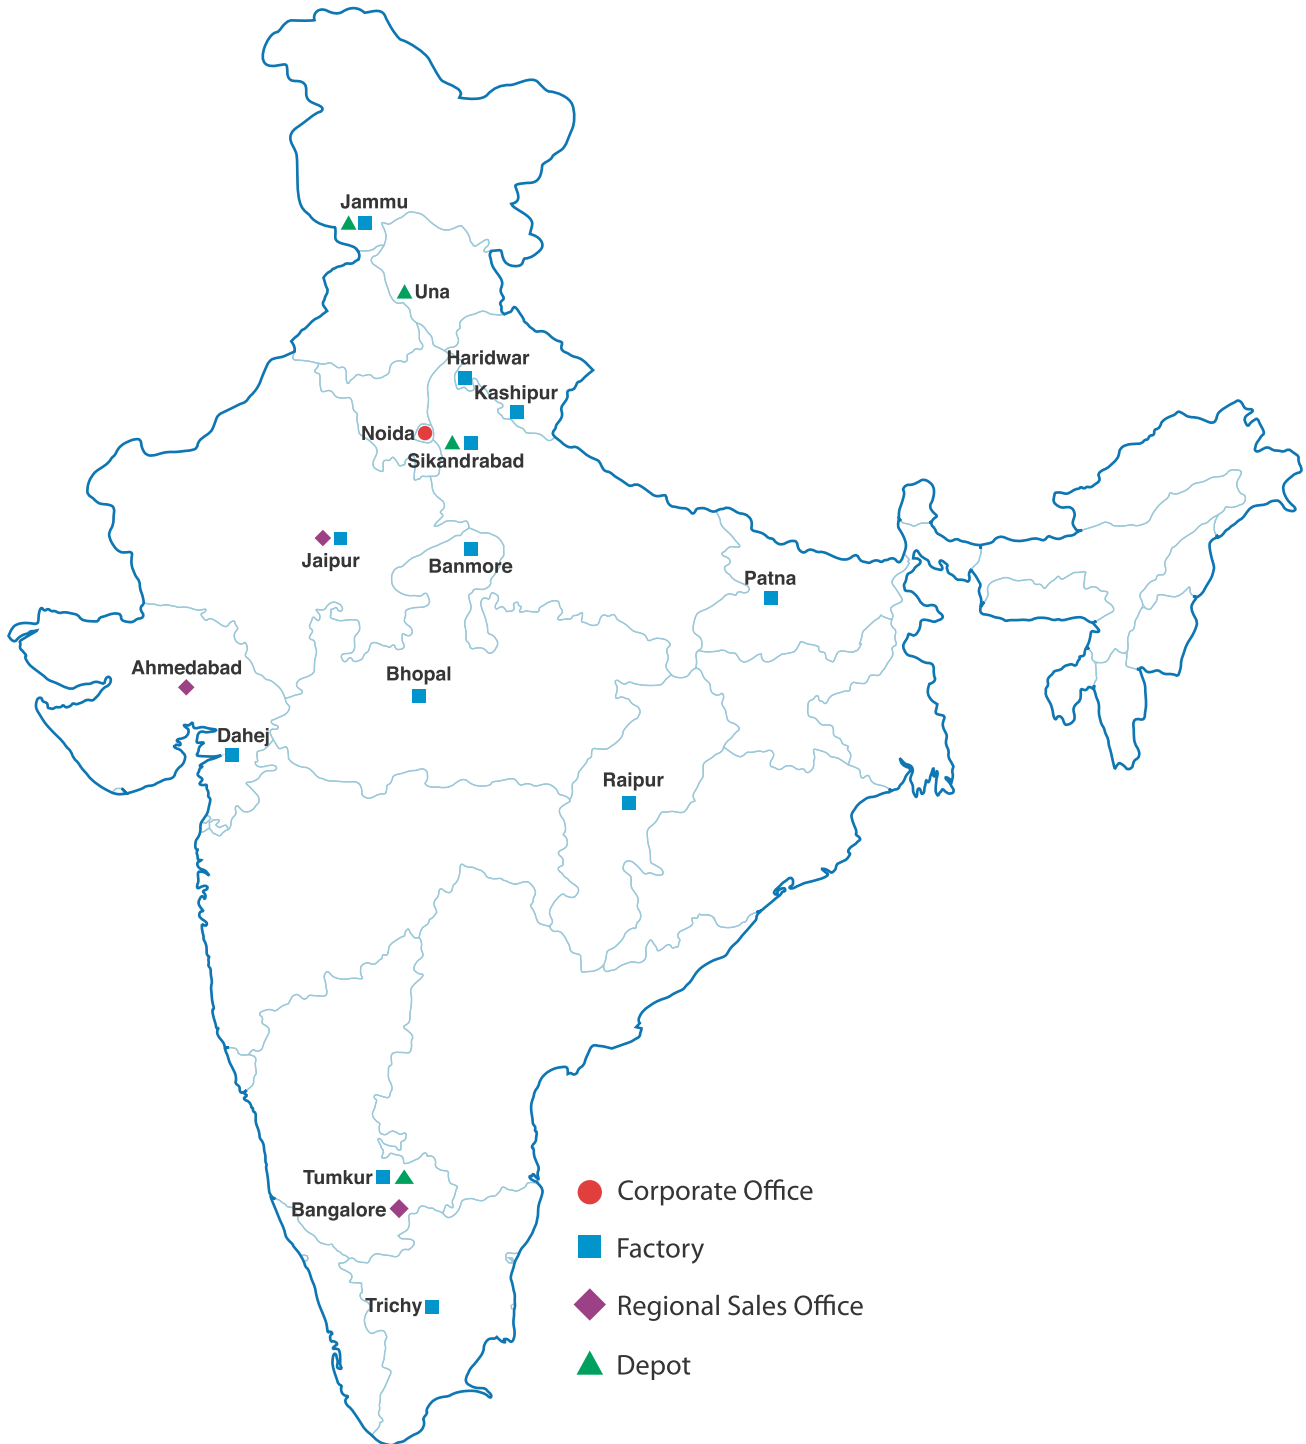 Jammu
Una
Haridwar
Kashipur
Noida
Sikandrabad
Jaipur
Banmore
Patna
Ahmedabad
Bhopal
Dahej
Raipur
Tumkur
Bangalore
Trichy
Corporate Office
Factory
Regional Sales Office
Depot